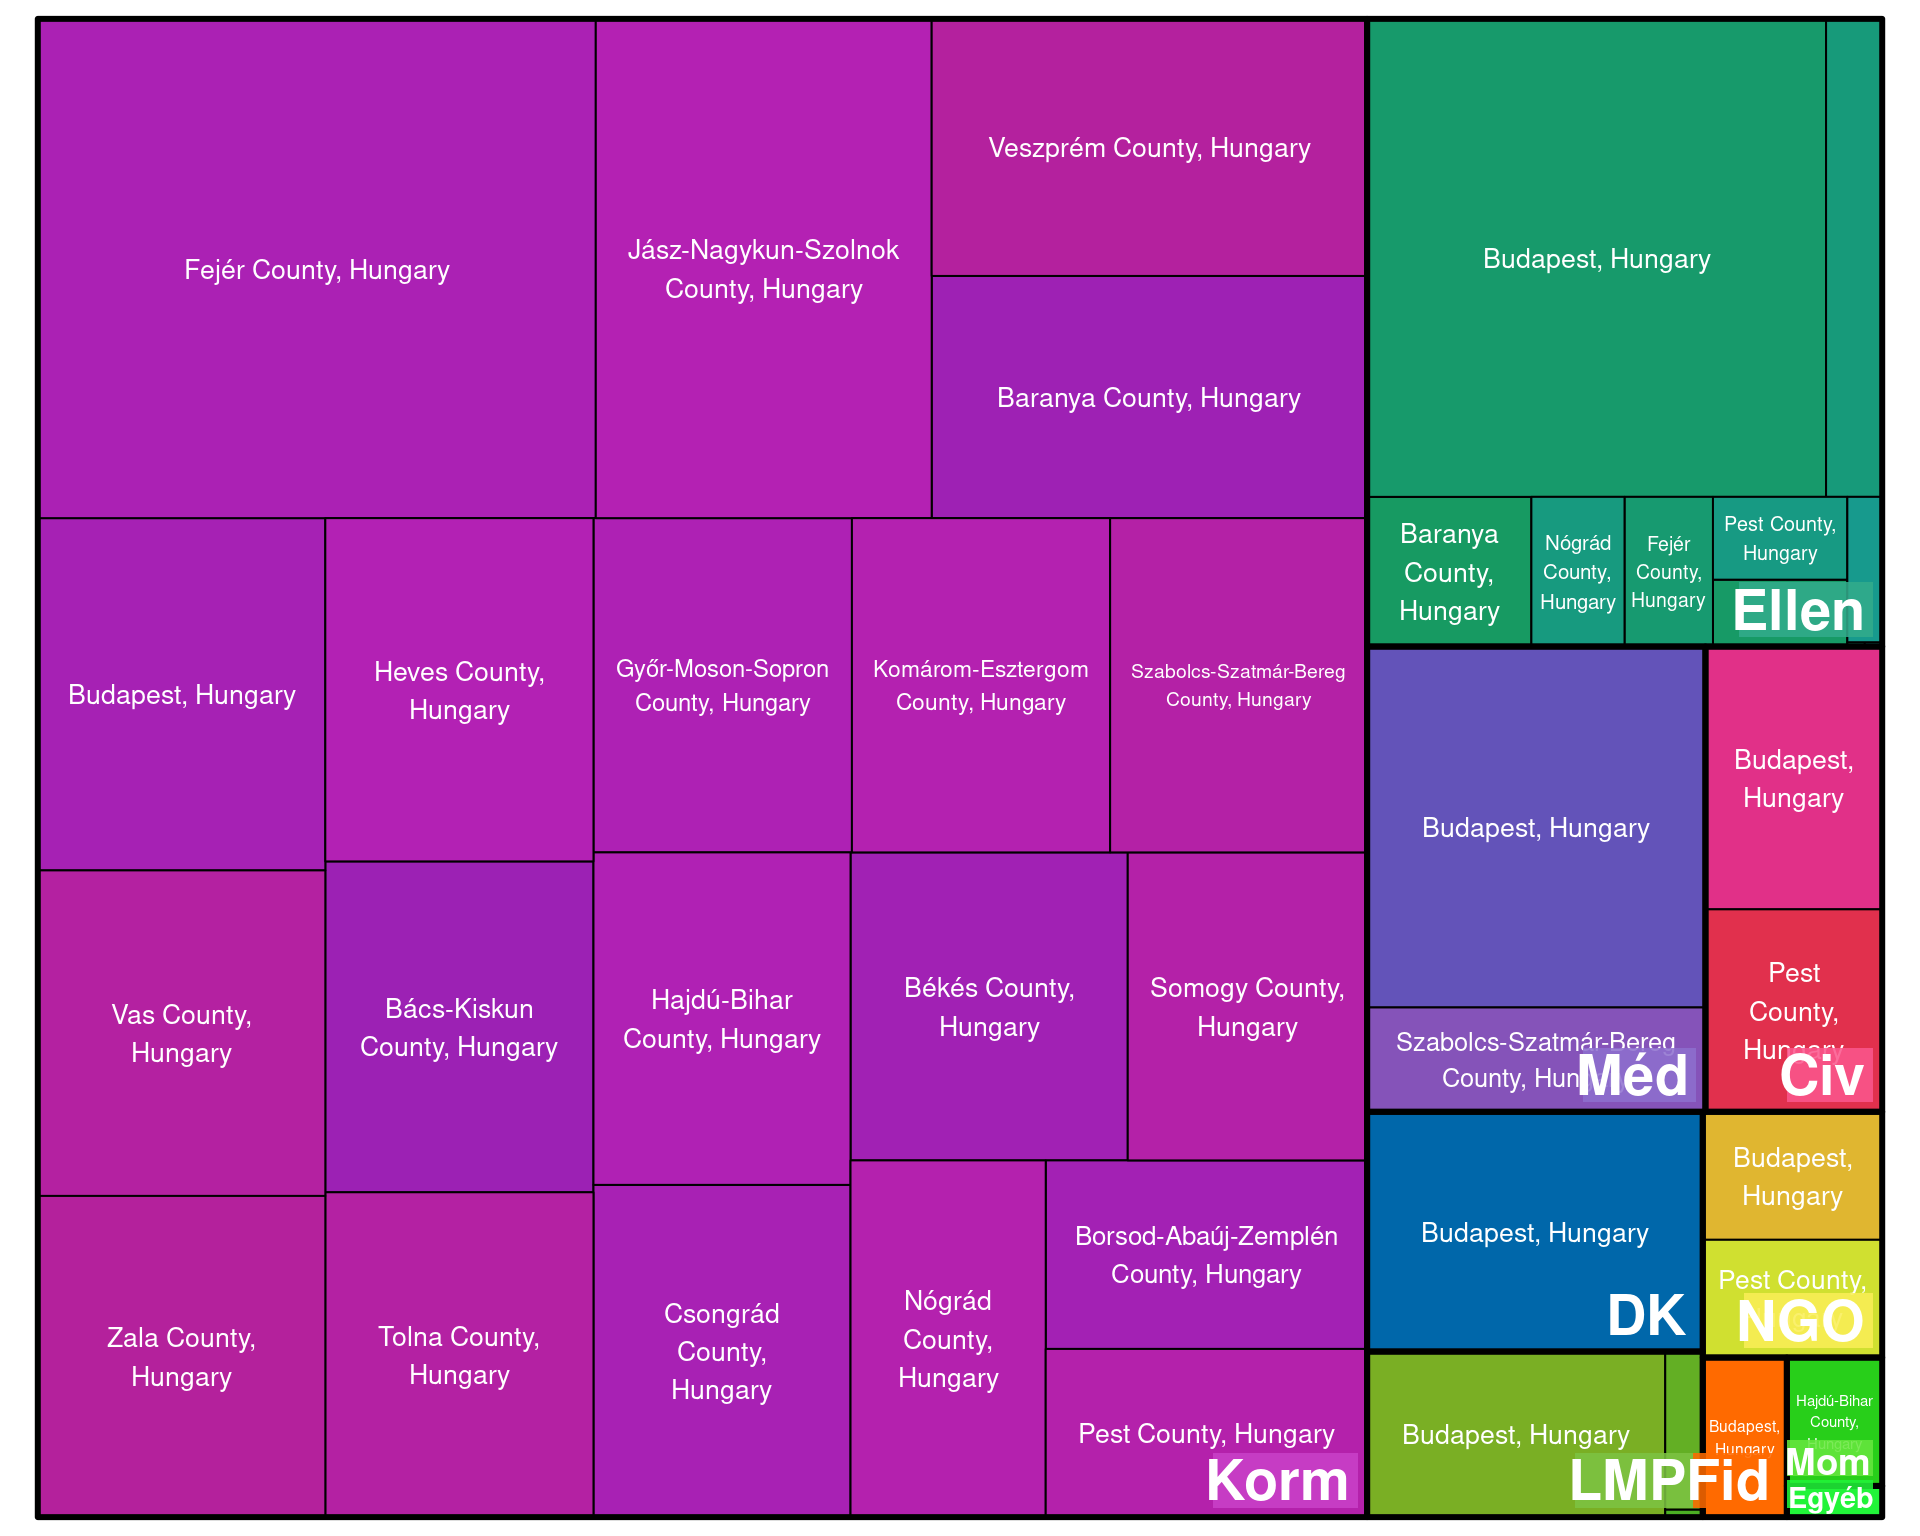 Fejér County, Hungary
Jász-Nagykun-Szolnok
County, Hungary
Veszprém County, Hungary
Baranya County, Hungary
Budapest, Hungary
Heves County,
Hungary
Győr-Moson-Sopron
County, Hungary
Komárom-Esztergom
County, Hungary
Szabolcs-Szatmár-Bereg
County, Hungary
Vas County,
Hungary
Bács-Kiskun
County, Hungary
Hajdú-Bihar
County, Hungary
Békés County,
Hungary
Somogy County,
Hungary
Zala County,
Hungary
Tolna County,
Hungary
Csongrád
County,
Hungary
Nógrád
County,
Hungary
Borsod-Abaúj-Zemplén
County, Hungary
Pest County, Hungary
Korm
Budapest, Hungary
Baranya
County,
Hungary
Nógrád
County,
Hungary
Fejér
County,
Hungary
Pest County,
Hungary
Ellen
Budapest, Hungary
Szabolcs-Szatmár-Bereg
County, Hungary
Méd
Budapest,
Hungary
Pest
County,
Hungary
Civ
Budapest, Hungary
DK
Budapest,
Hungary
Pest County,
NGO
Budapest, Hungary
LMP
Budapest,
Hungary
Fid
Hajdú-Bihar
County,
Hungary
Mom
Egyéb